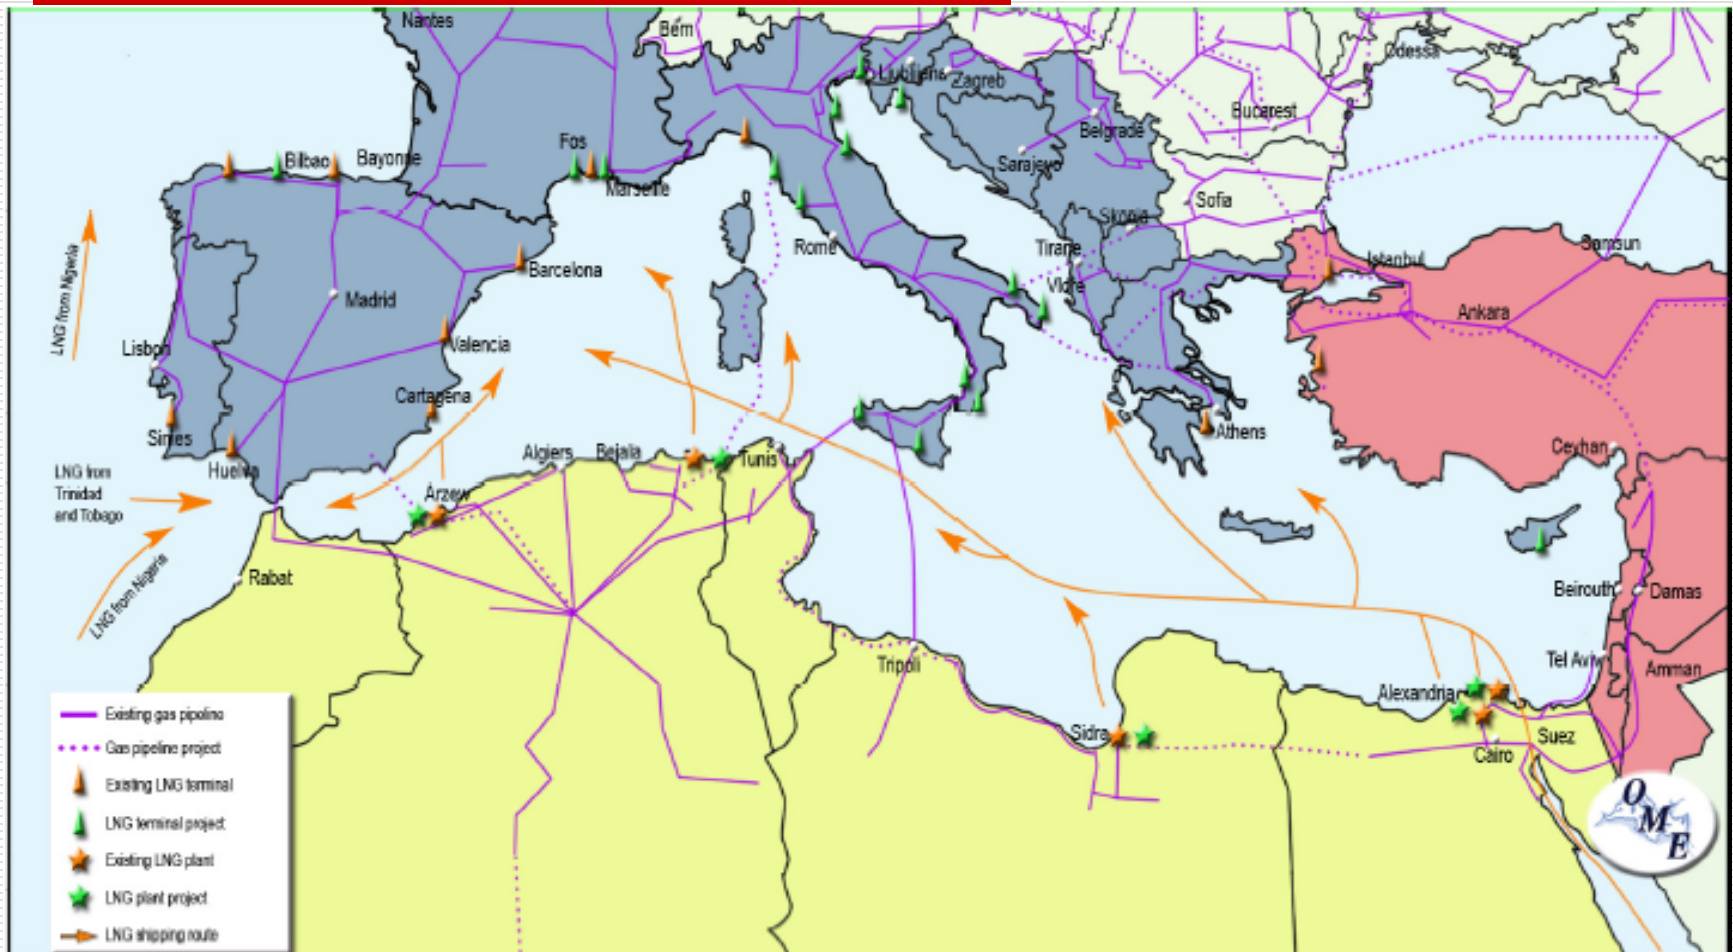 Nantes
Bern
Odessa
Ljubljana
Zagreb
Bucarest
Belgrade
Fos
Bilbao
Bayonne
Sarajevo
Marseille
Sofia
Skopje
LNG from Nigeria
Rome
Tirane
Samsun
Istanbul
Barcelona
Vlore
Madrid
Ankara
Lisbon
Valencia
Cartagena
Sines
Athens
Huelva
Algiers
Bejaia
Tunis
Ceyhan
LNG from
Trinidad
and Tobago
Arzew
LNG from Nigeria
Rabat
Beirouth
Damas
Tripoli
Tel Aviv
Amman
Alexandria
Sidra
Suez
Cairo
Existing gas pipeline
Gas pipeline project
Existing LNG terminal
LNG terminal project
Existing LNG plant
LNG plant project
LNG shipping route
O
M
E